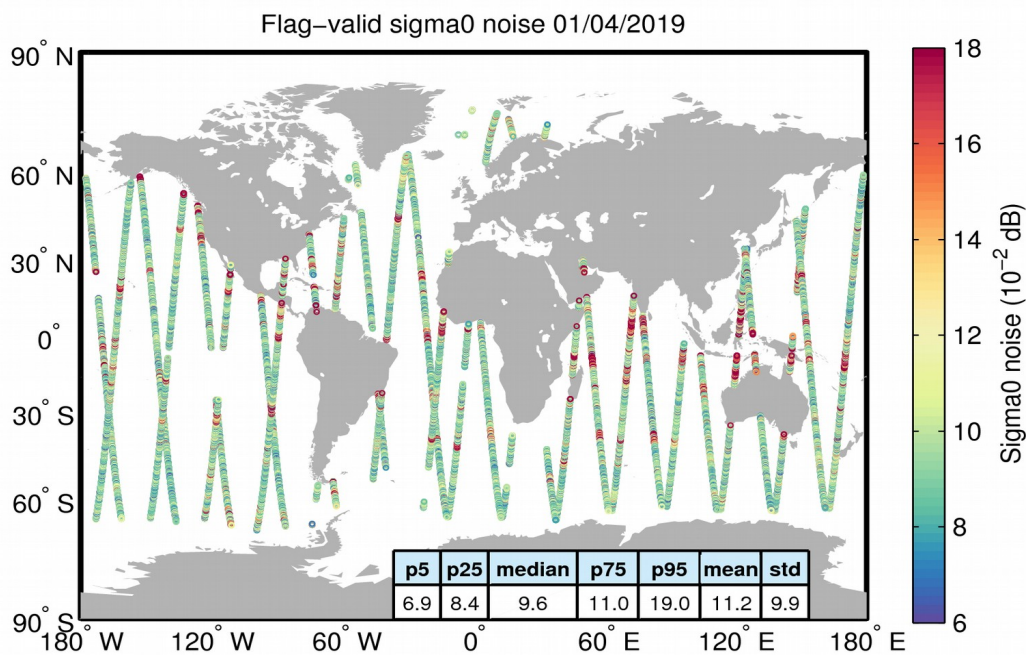 Flag−valid sigma0 noise 01/04/2019
90° N
60° N
30° N
0°
30° S
60° S
90° S
180° W
120° W
60° W
0°
60° E
120° E
180° E
p5 p25 median p75 p95 mean std
6.9 8.4 9.6 11.0 19.0 11.2 9.9
18
16
14
12
10
8
6
Sigma0 noise (10⁻² dB)